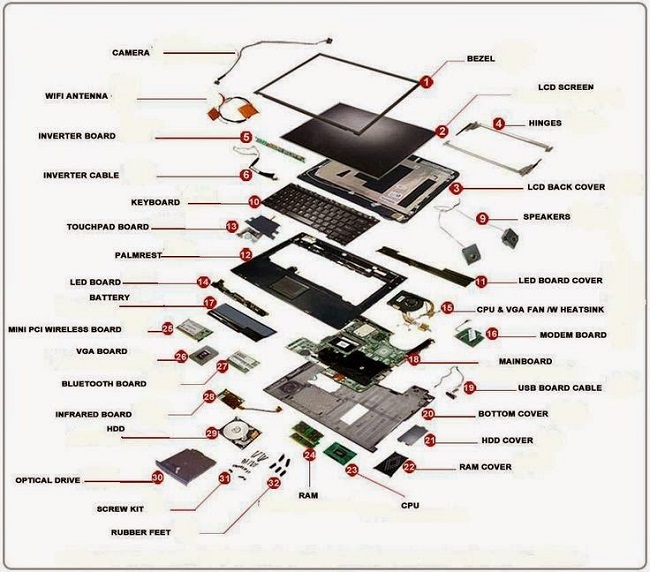 CAMERA
BEZEL
1
LCD SCREEN
WIFI ANTENNA
2
4
HINGES
INVERTER BOARD
5
INVERTER CABLE
6
3
LCD BACK COVER
KEYBOARD
10
9
SPEAKERS
TOUCHPAD BOARD
13
PALMREST
12
LED BOARD
14
11
LED BOARD COVER
BATTERY
17
15
CPU & VGA FAN /W HEATSINK
MINI PCI WIRELESS BOARD
25
16
MODEM BOARD
VGA BOARD
26
27
18
MAINBOARD
BLUETOOTH BOARD
19
USB BOARD CABLE
INFRARED BOARD
28
20
BOTTOM COVER
HDD
29
21
HDD COVER
24
23
22
RAM COVER
OPTICAL DRIVE
30
31
32
RAM
CPU
SCREW KIT
RUBBER FEET